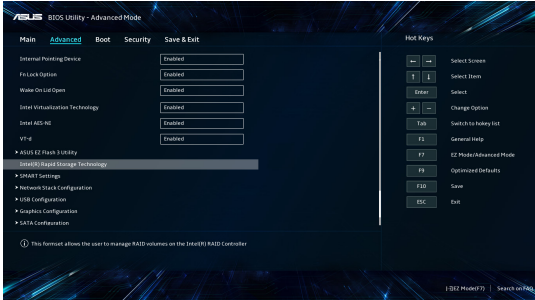 ASUS BIOS Utility - Advanced Mode
Main Advanced Boot Security Save & Exit
Hot Keys
Internal Pointing Device Enabled
Fn Lock Option Enabled
Wake On Lid Open Enabled
Intel Virtualization Technology Enabled
Intel AES-NI Enabled
VT-d Enabled
> ASUS EZ Flash 3 Utility
Intel(R) Rapid Storage Technology
> SMART Settings
> Network Stack Configuration
> USB Configuration
> Graphics Configuration
> SATA Configuration
← → Select Screen
↑ ↓ Select Item
Enter Select
+ - Change Option
Tab Switch to hokey list
F1 General Help
F7 EZ Mode/Advanced Mode
F9 Optimized Defaults
F10 Save
ESC Exit
i This formset allows the user to manage RAID volumes on the Intel(R) RAID Controller
EZ Mode(F7) | Search on FAQ